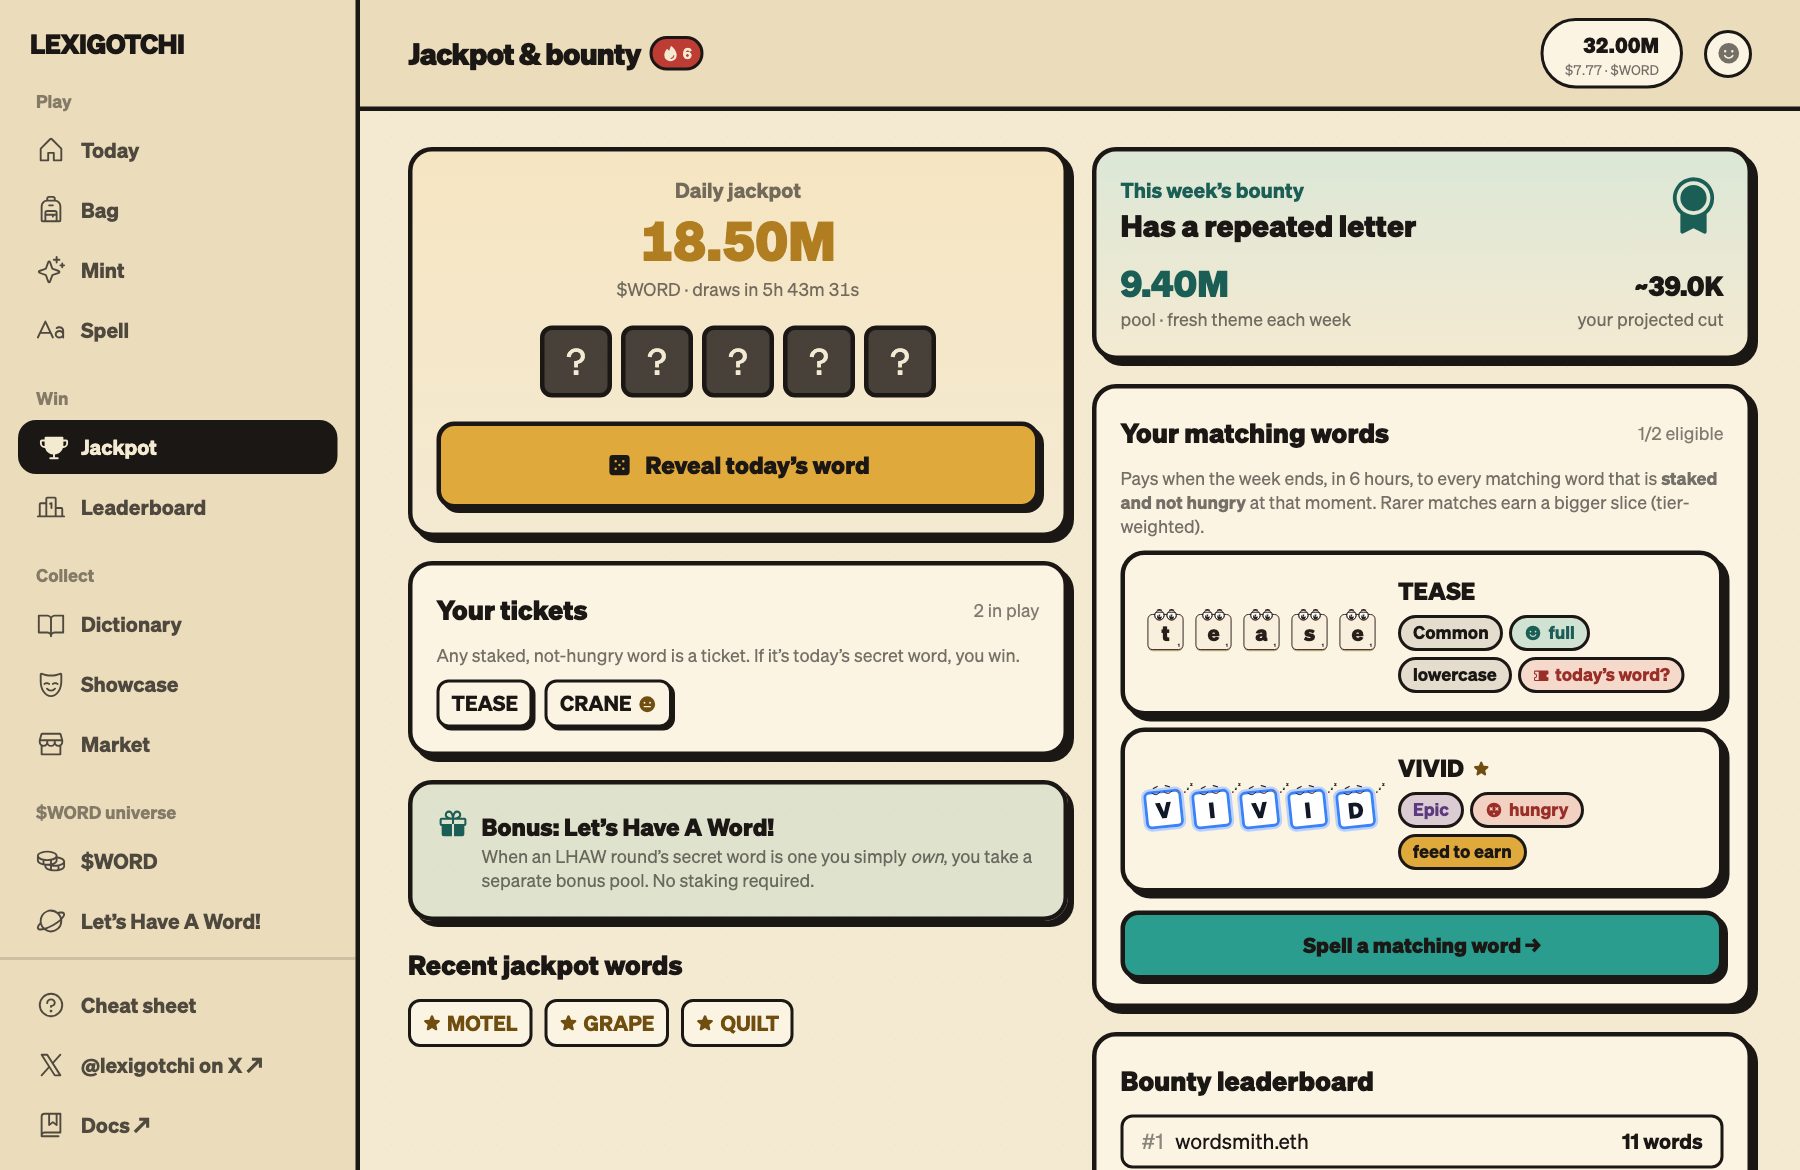 LEXIGOTCHI
Play
Today
Bag
Mint
Aa Spell
Win
Jackpot
Leaderboard
Collect
Dictionary
Showcase
Market
$WORD universe
$WORD
Let's Have A Word!
Cheat sheet
@lexigotchi on X ↗
Docs ↗
Jackpot & bounty 6
32.00M
$7.77 · $WORD
Daily jackpot
18.50M
$WORD · draws in 5h 43m 31s
? ? ? ? ?
Reveal today's word
Your tickets 2 in play
Any staked, not-hungry word is a ticket. If it's today's secret word, you win.
TEASE CRANE
Bonus: Let's Have A Word!
When an LHAW round's secret word is one you simply own, you take a
separate bonus pool. No staking required.
Recent jackpot words
MOTEL GRAPE QUILT
This week's bounty
Has a repeated letter
9.40M ~39.0K
pool · fresh theme each week your projected cut
Your matching words 1/2 eligible
Pays when the week ends, in 6 hours, to every matching word that is staked
and not hungry at that moment. Rarer matches earn a bigger slice (tier-
weighted).
t e a s e
TEASE
Common full
lowercase today's word?
V I V I D
VIVID
Epic hungry
feed to earn
Spell a matching word →
Bounty leaderboard
#1 wordsmith.eth 11 words